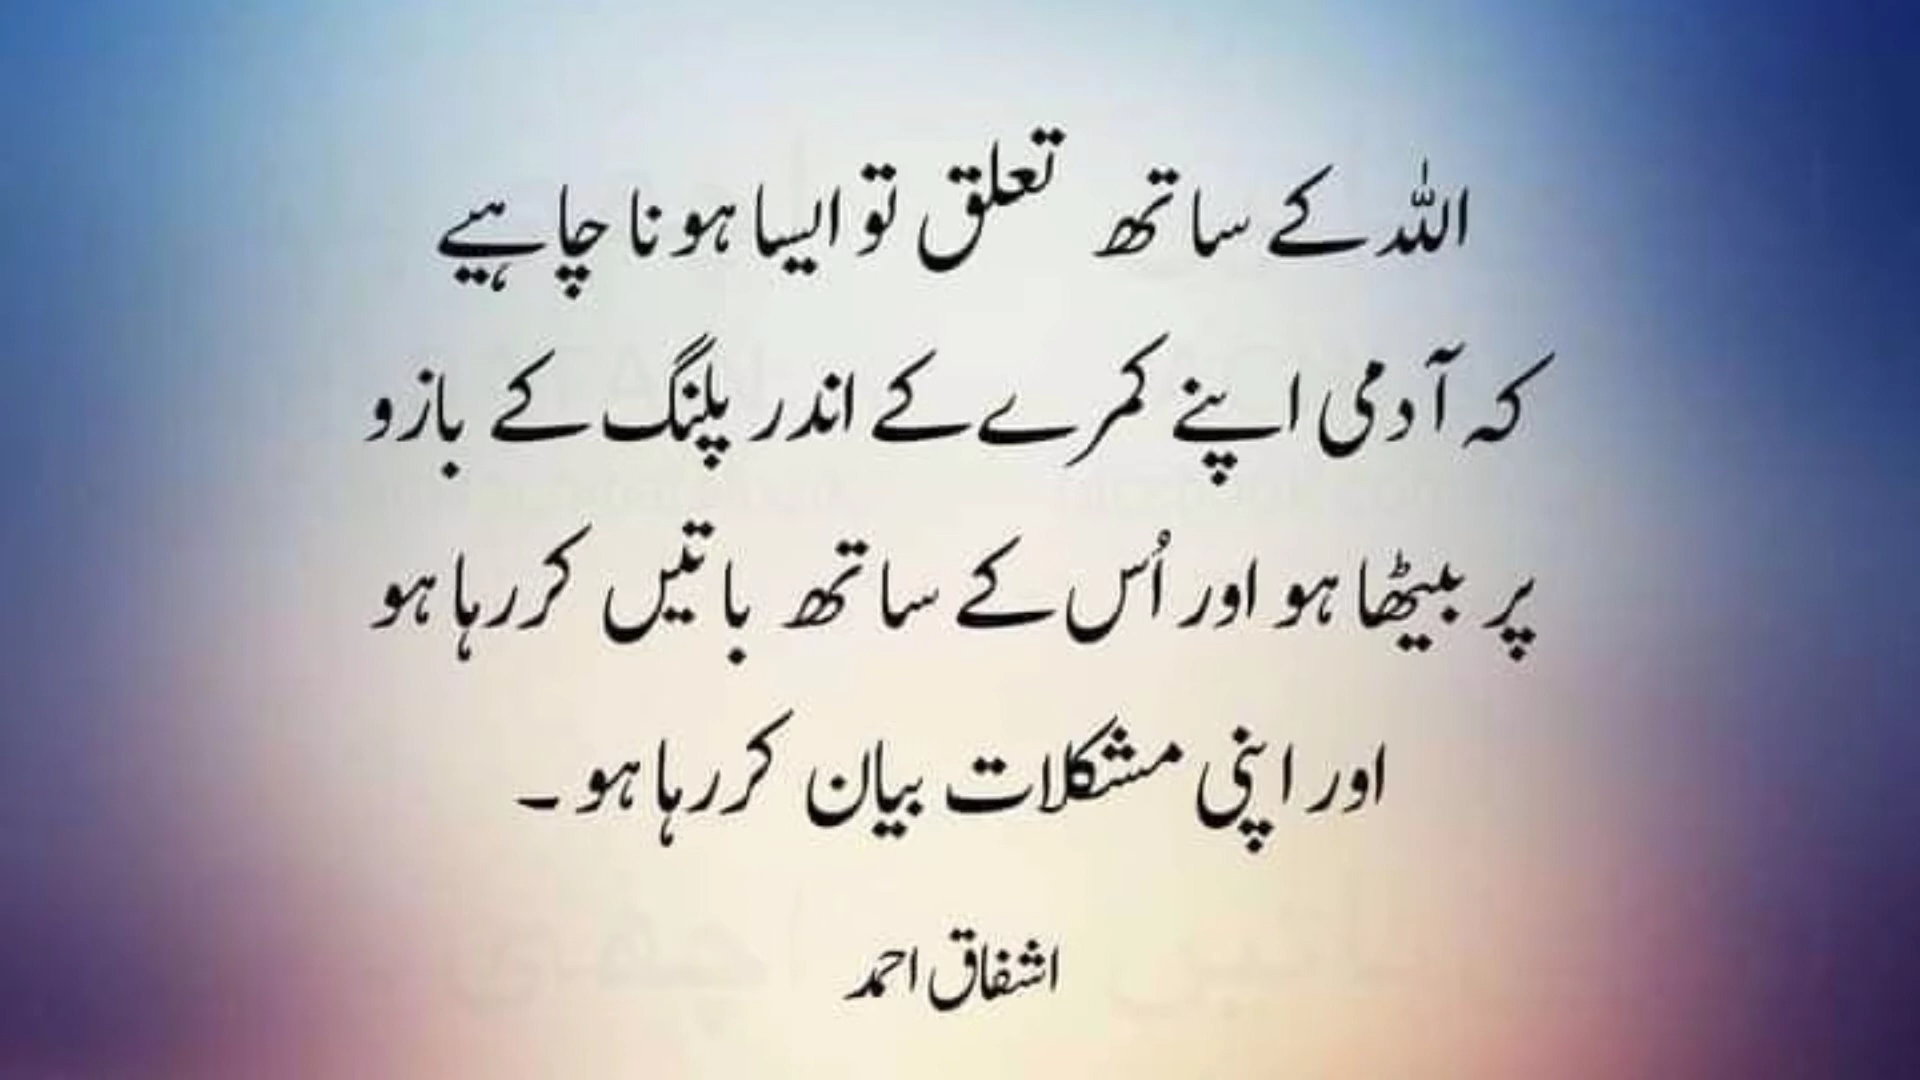 اللہ کے ساتھ تعلق تو ایسا ہونا چاہیے
کہ آدمی اپنے کمرے کے اندر پلنگ کے بازو
پر بیٹھا ہو اور اُس کے ساتھ باتیں کر رہا ہو
اور اپنی مشکلات بیان کر رہا ہو۔
اشفاق احمد